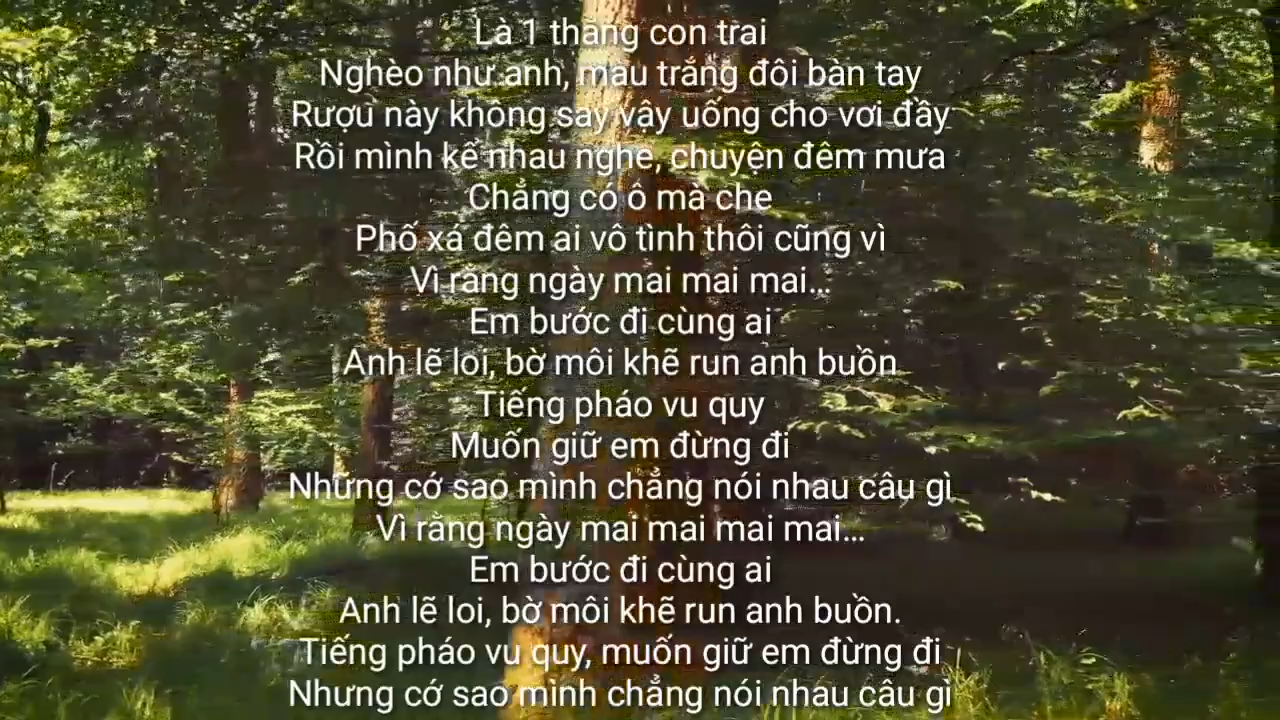 Là 1 thằng con trai
Nghèo như anh, màu trắng đôi bàn tay
Rượu này không say vậy uống cho vơi đầy
Rồi mình kể nhau nghe, chuyện đêm mưa
Chẳng có ô mà che
Phố xá đêm ai vô tình thôi cũng vì
Vì rằng ngày mai mai mai...
Em bước đi cùng ai
Anh lẽ loi, bờ môi khẽ run anh buồn
Tiếng pháo vu quy
Muốn giữ em đừng đi
Những cớ sao mình chẳng nói nhau câu gì
Vì rằng ngày mai mai mai mai...
Em bước đi cùng ai
Anh lẽ loi, bờ môi khẽ run anh buồn.
Tiếng pháo vu quy, muốn giữ em đừng đi
Nhưng cớ sao mình chẳng nói nhau câu gì